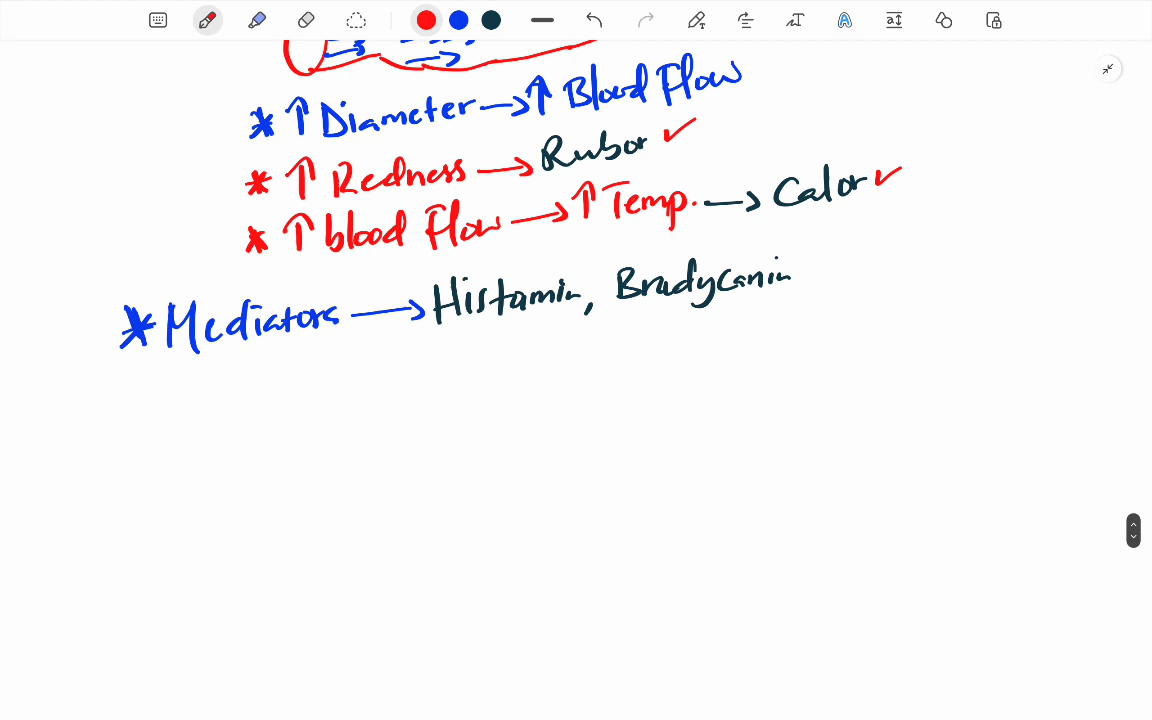 * ↑ Diameter → ↑ Blood Flow
* ↑ Redness → Rubor ✓
* ↑ blood Flow → ↑ Temp. → Calor ✓
* Mediators → Histamin, Bradycanin